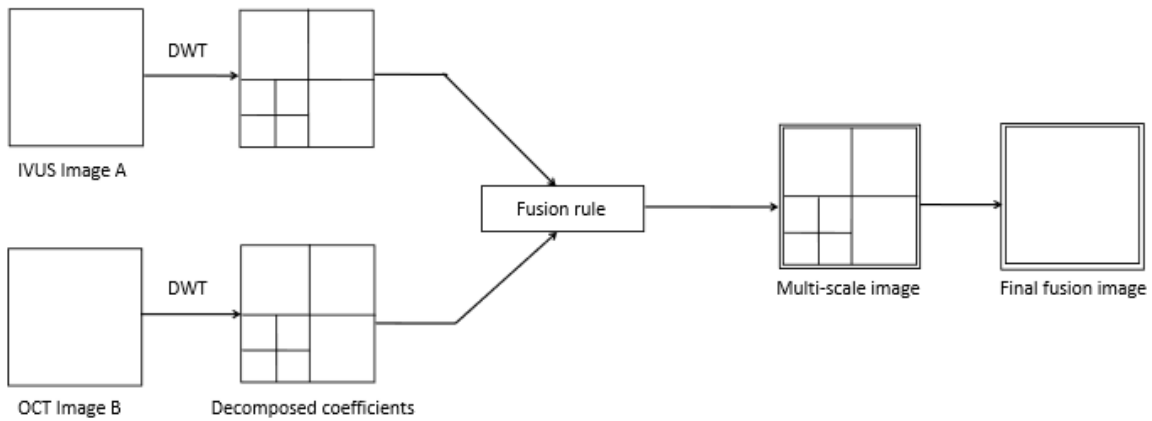 DWT
IVUS Image A
Fusion rule
DWT
Multi-scale image
Final fusion image
OCT Image B
Decomposed coefficients